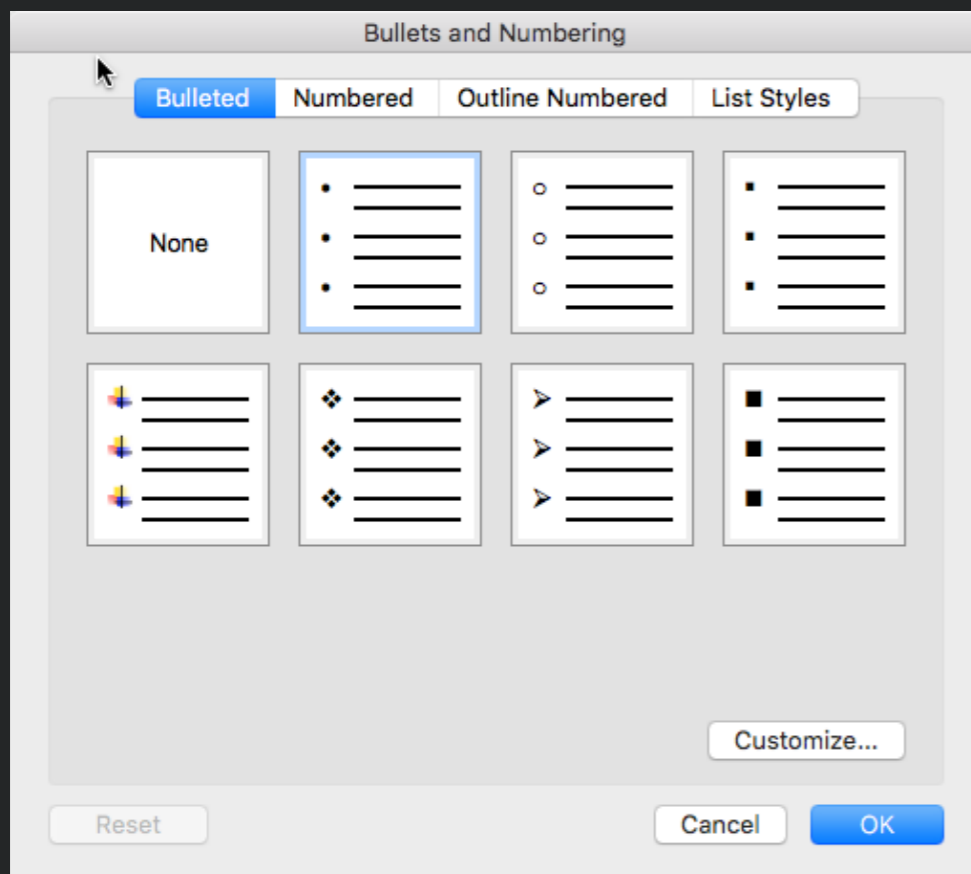 Bullets and Numbering
Bulleted Numbered Outline Numbered List Styles
None
Customize...
Reset Cancel OK